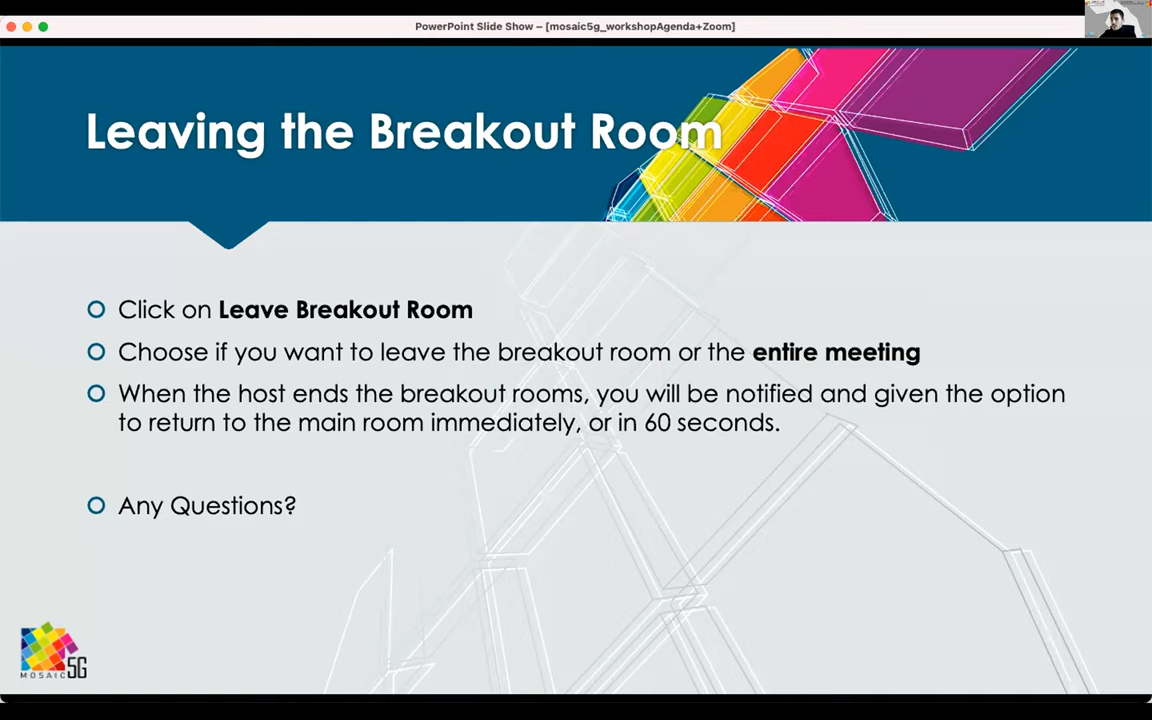 PowerPoint Slide Show – [mosaic5g_workshopAgenda+Zoom]
Leaving the Breakout Room
Click on Leave Breakout Room
Choose if you want to leave the breakout room or the entire meeting
When the host ends the breakout rooms, you will be notified and given the option
to return to the main room immediately, or in 60 seconds.
Any Questions?
MOSAIC 5G